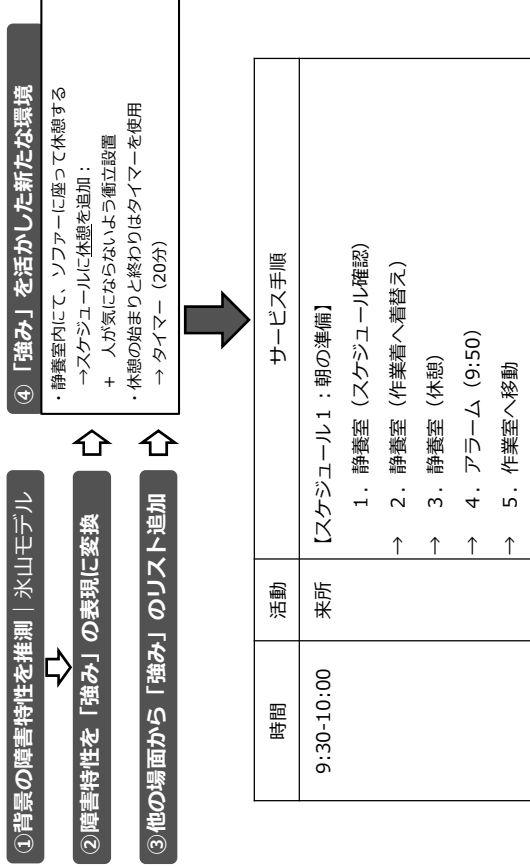 ①背景の障害特性を推測｜氷山モデル
②障害特性を「強み」の表現に変換
③他の場面から「強み」のリスト追加
④「強み」を活かした新たな環境
・静養室内にて、ソファーに座って休憩する
→スケジュールに休憩を追加：
＋ 人が気にならないよう衝立設置
・休憩の始まりと終わりはタイマーを使用
→ タイマー（20分）
時間 活動 サービス手順
9:30-10:00 来所 【スケジュール1：朝の準備】
1．静養室（スケジュール確認）
→ 2．静養室（作業着へ着替え）
→ 3．静養室（休憩）
→ 4．アラーム（9:50）
→ 5．作業室へ移動